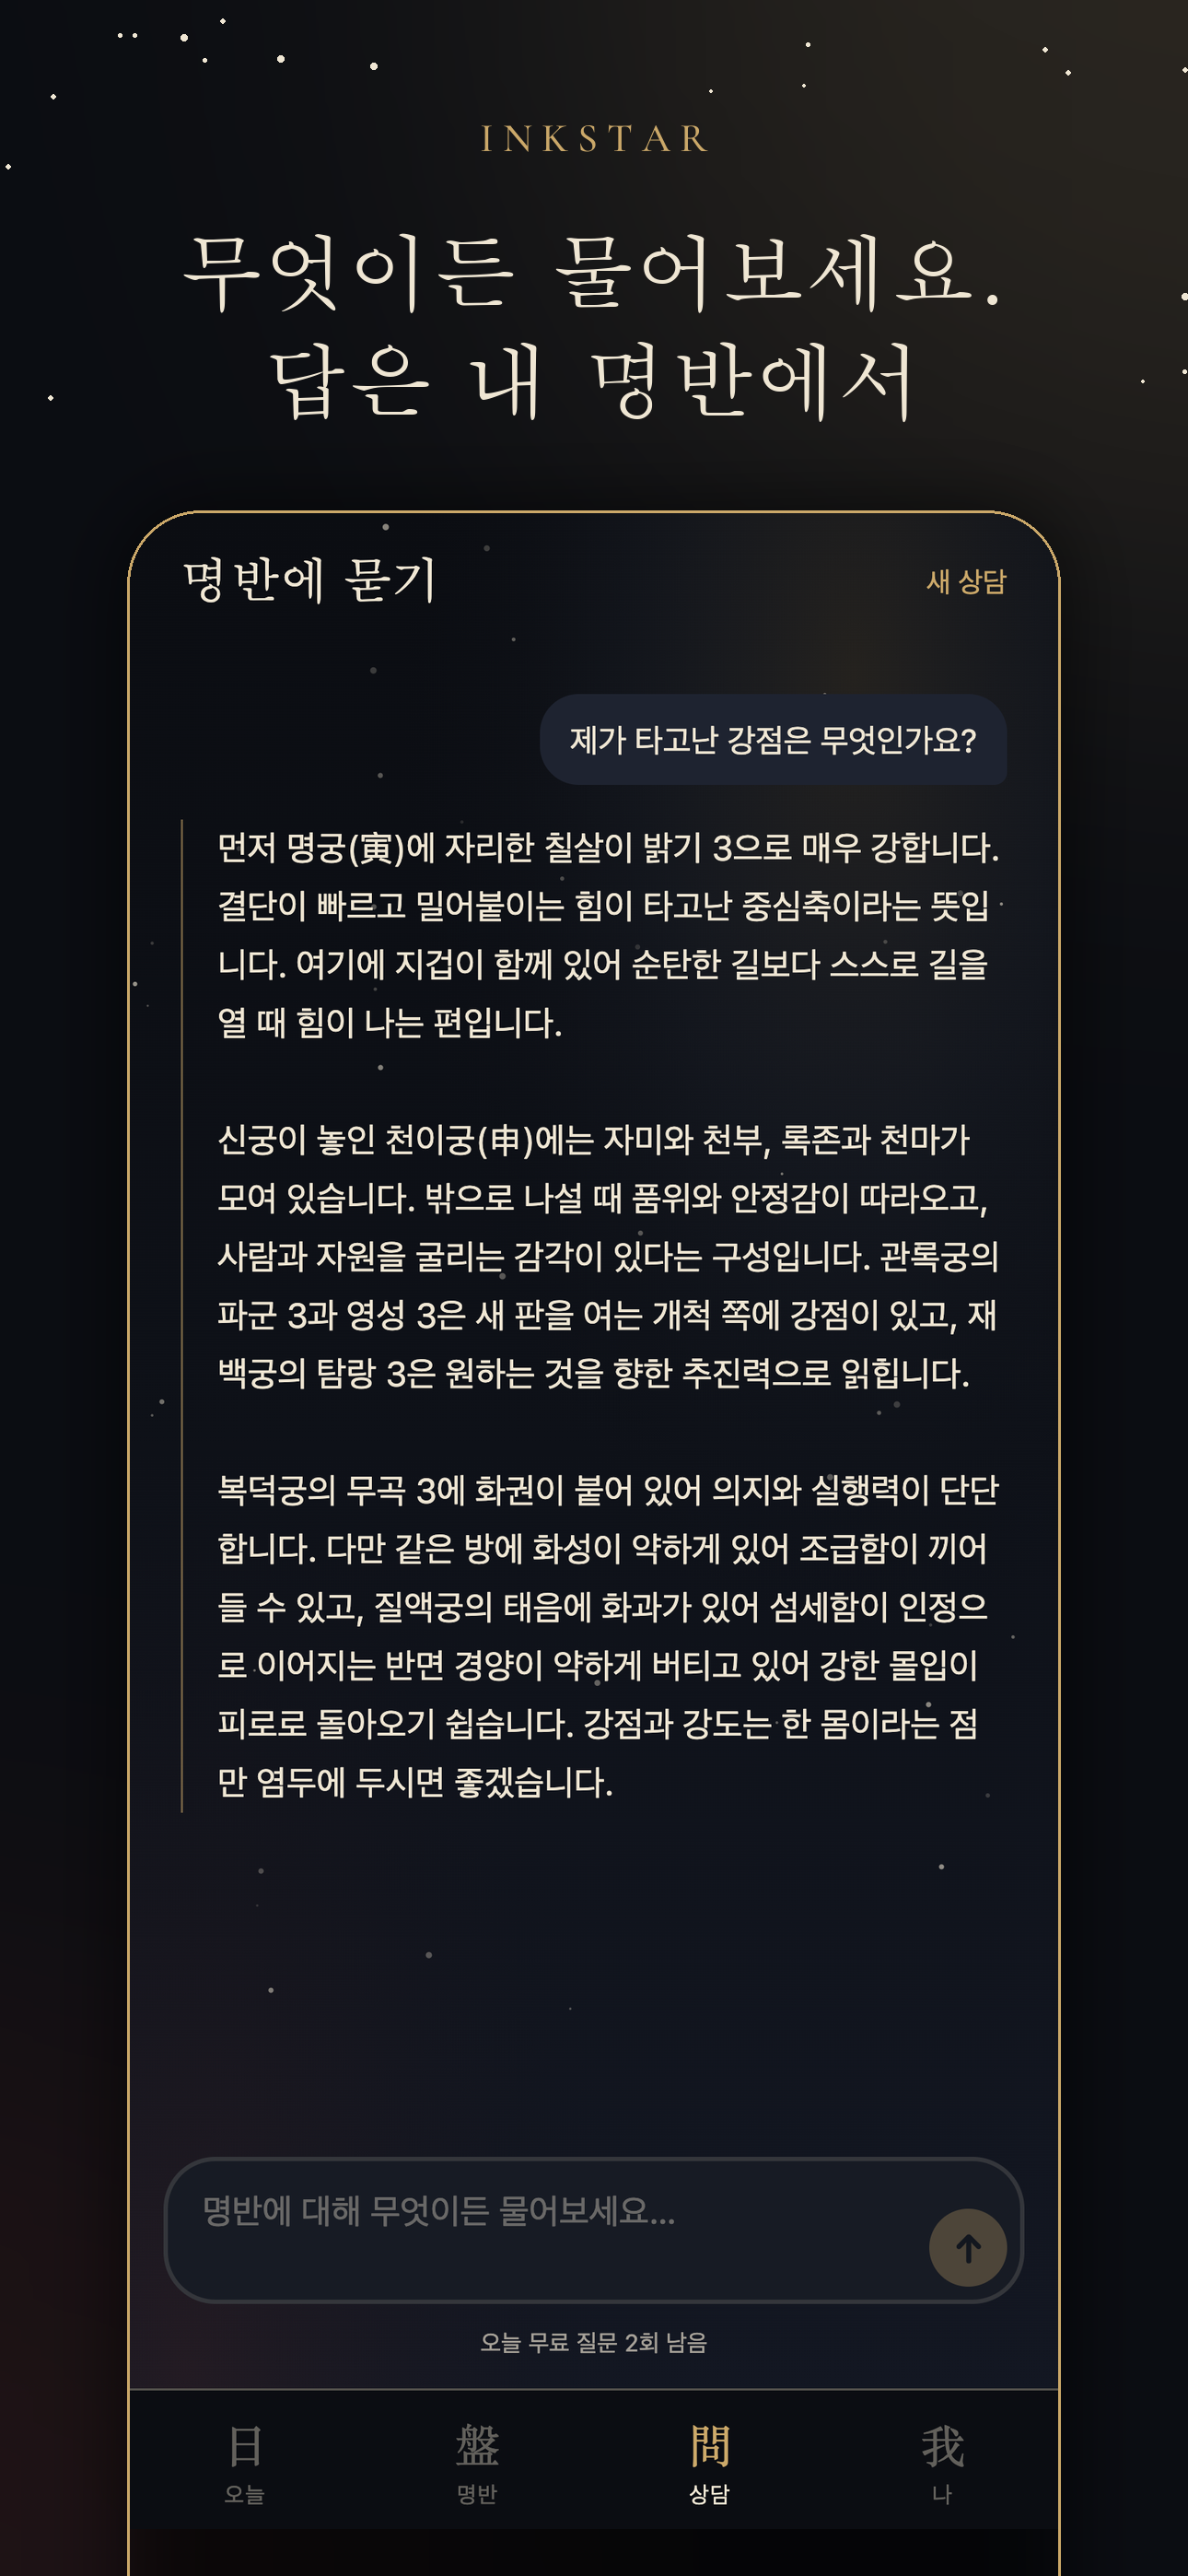 INKSTAR
무엇이든 물어보세요.
답은 내 명반에서
명반에 묻기
새 상담
제가 타고난 강점은 무엇인가요?
먼저 명궁(寅)에 자리한 칠살이 밝기 3으로 매우 강합니다.
결단이 빠르고 밀어붙이는 힘이 타고난 중심축이라는 뜻입
니다. 여기에 지겁이 함께 있어 순탄한 길보다 스스로 길을
열 때 힘이 나는 편입니다.
신궁이 놓인 천이궁(申)에는 자미와 천부, 록존과 천마가
모여 있습니다. 밖으로 나설 때 품위와 안정감이 따라오고,
사람과 자원을 굴리는 감각이 있다는 구성입니다. 관록궁의
파군 3과 영성 3은 새 판을 여는 개척 쪽에 강점이 있고, 재
백궁의 탐랑 3은 원하는 것을 향한 추진력으로 읽힙니다.
복덕궁의 무곡 3에 화권이 붙어 있어 의지와 실행력이 단단
합니다. 다만 같은 방에 화성이 약하게 있어 조급함이 끼어
들 수 있고, 질액궁의 태음에 화과가 있어 섬세함이 인정으
로 이어지는 반면 경양이 약하게 버티고 있어 강한 몰입이
피로로 돌아오기 쉽습니다. 강점과 강도는 한 몸이라는 점
만 염두에 두시면 좋겠습니다.
명반에 대해 무엇이든 물어보세요...
오늘 무료 질문 2회 남음
日 盤 問 我
오늘 명반 상담 나